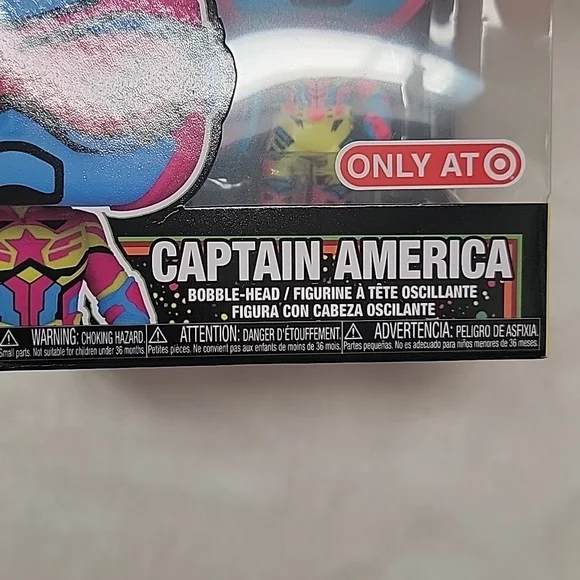 ONLY AT
CAPTAIN AMERICA
BOBBLE-HEAD / FIGURINE À TÊTE OSCILLANTE
FIGURA CON CABEZA OSCILANTE
WARNING: CHOKING HAZARD.
Small parts. Not suitable for children under 36 months.
ATTENTION: DANGER D'ÉTOUFFEMENT.
Petites pièces. Ne convient pas aux enfants de moins de 36 mois.
ADVERTENCIA: PELIGRO DE ASFIXIA.
Partes pequeñas. No es adecuado para niños menores de 36 meses.